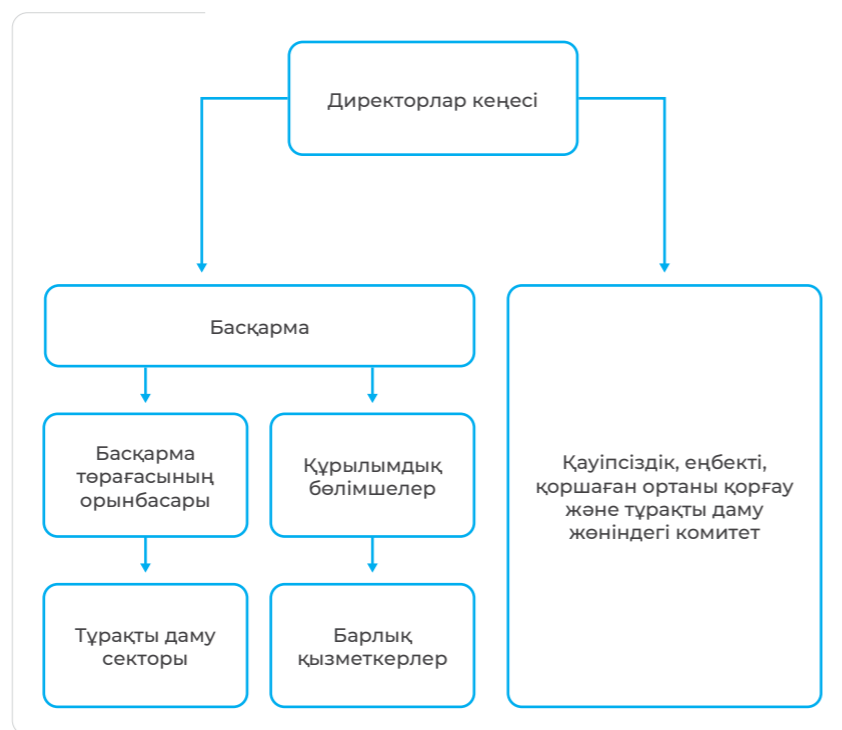 Директорлар кеңесі
Басқарма
Басқарма
төрағасының
орынбасары
Құрылымдық
бөлімшелер
Қауіпсіздік, еңбекті,
қоршаған ортаны қорғау
және тұрақты даму
жөніндегі комитет
Тұрақты даму
секторы
Барлық
қызметкерлер